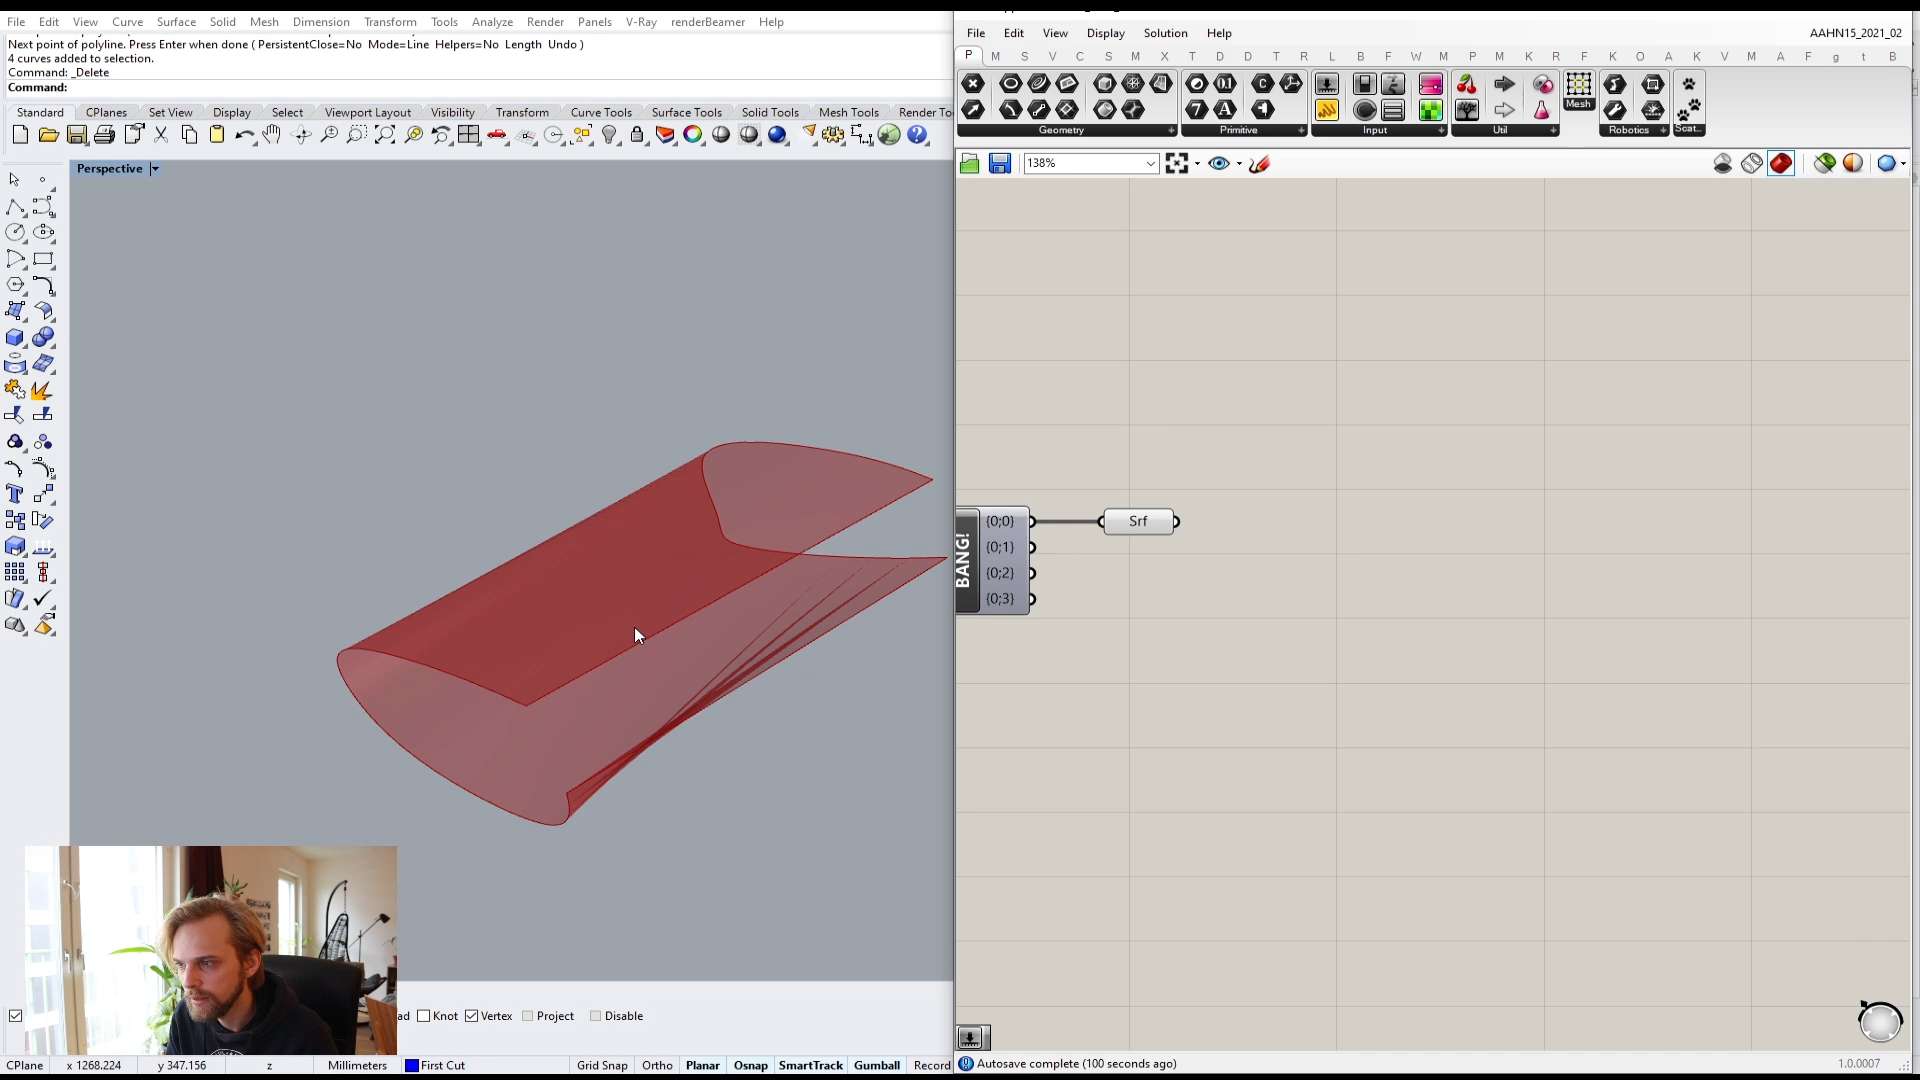 File Edit View Curve Surface Solid Mesh Dimension Transform Tools Analyze Render Panels V-Ray renderBeamer Help
Next point of polyline. Press Enter when done ( PersistentClose=No Mode=Line Helpers=No Length Undo )
4 curves added to selection.
Command: _Delete
Command:
Standard CPlanes Set View Display Select Viewport Layout Visibility Transform Curve Tools Surface Tools Solid Tools Mesh Tools Render To
Perspective
ad Knot Vertex Project Disable
CPlane x 1268.224 y 347.156 z Millimeters First Cut Grid Snap Ortho Planar Osnap SmartTrack Gumball Record
File Edit View Display Solution Help AAHN15_2021_02
P M S V C S M X T D D T R L B F W M P M K R F R K O A K V M A F g t B
Mesh
Geometry Primitive Input Util Robotics Scat..
138%
BANG!
{0;0} Srf
{0;1}
{0;2}
{0;3}
Autosave complete (100 seconds ago) 1.0.0007